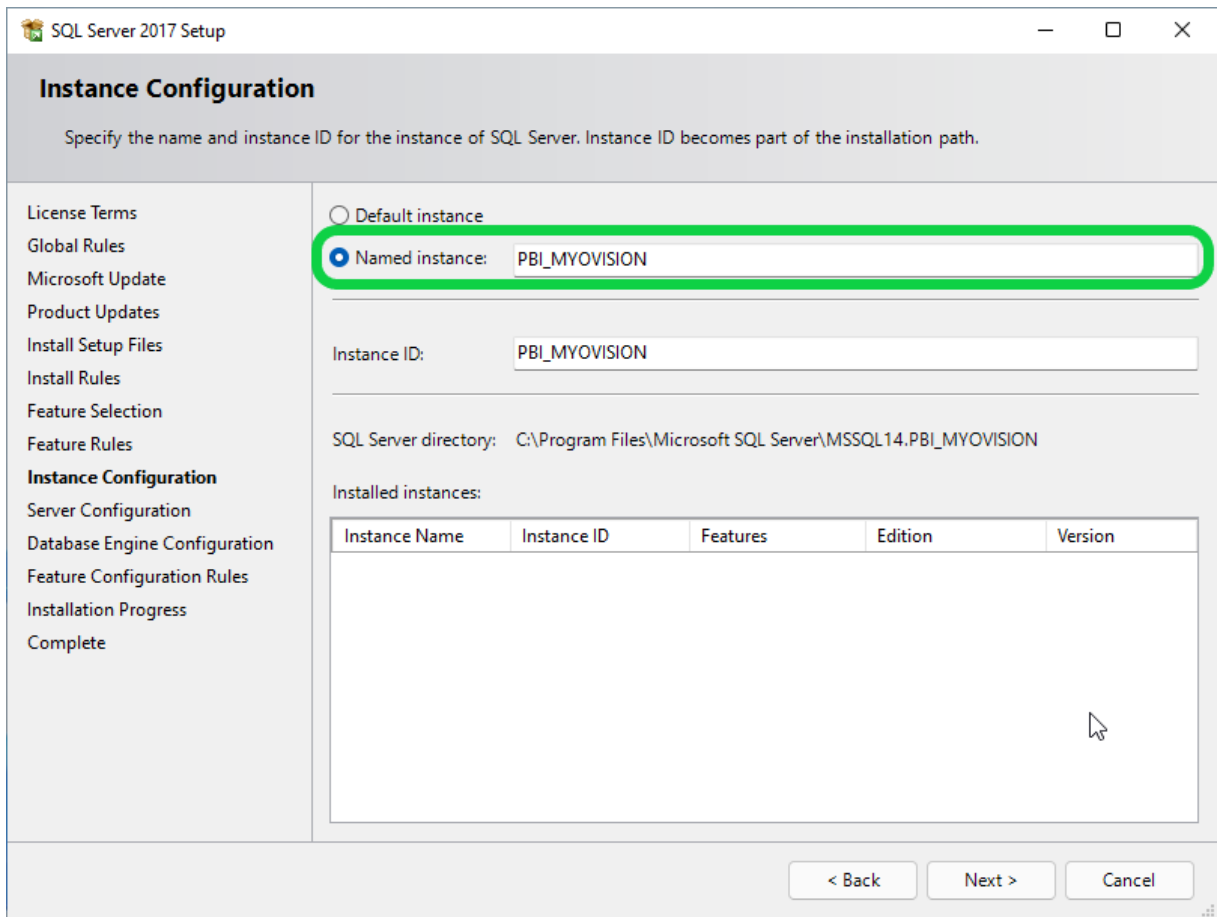 SQL Server 2017 Setup
Instance Configuration
Specify the name and instance ID for the instance of SQL Server. Instance ID becomes part of the installation path.
License Terms
Global Rules
Microsoft Update
Product Updates
Install Setup Files
Install Rules
Feature Selection
Feature Rules
Instance Configuration
Server Configuration
Database Engine Configuration
Feature Configuration Rules
Installation Progress
Complete
Default instance
Named instance: PBI_MYOVISION
Instance ID: PBI_MYOVISION
SQL Server directory: C:\Program Files\Microsoft SQL Server\MSSQL14.PBI_MYOVISION
Installed instances:
Instance Name Instance ID Features Edition Version
< Back Next > Cancel